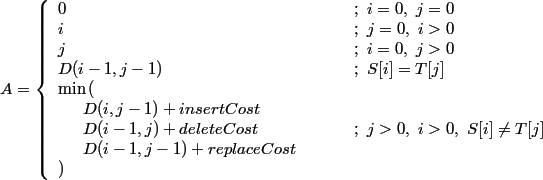 0 ; i = 0, j = 0
i ; j = 0, i > 0
j ; i = 0, j > 0
D(i − 1, j − 1) ; S[i] = T[j]
A = { min(
D(i, j − 1) + insertCost
D(i − 1, j) + deleteCost ; j > 0, i > 0, S[i] ≠ T[j]
D(i − 1, j − 1) + replaceCost
)